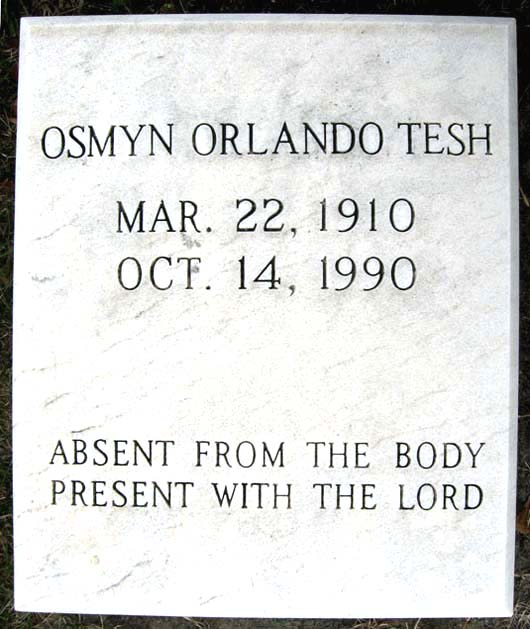 OSMYN ORLANDO TESH
MAR. 22, 1910
OCT. 14, 1990
ABSENT FROM THE BODY
PRESENT WITH THE LORD